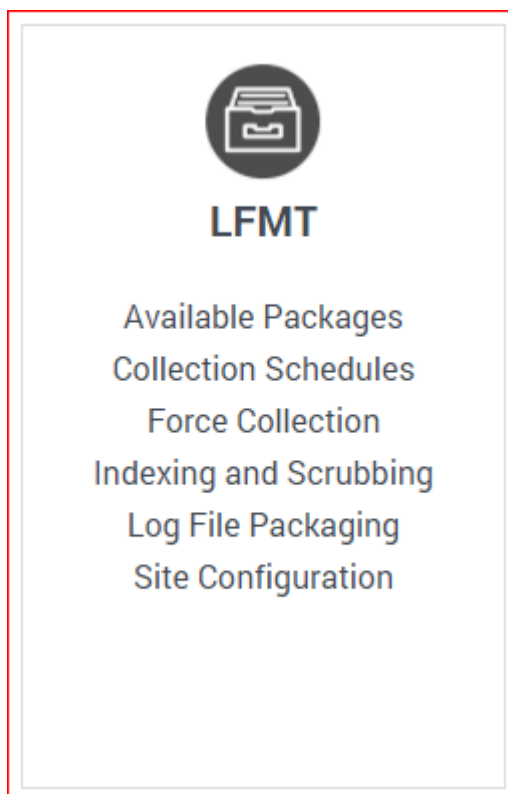 LFMT
Available Packages
Collection Schedules
Force Collection
Indexing and Scrubbing
Log File Packaging
Site Configuration